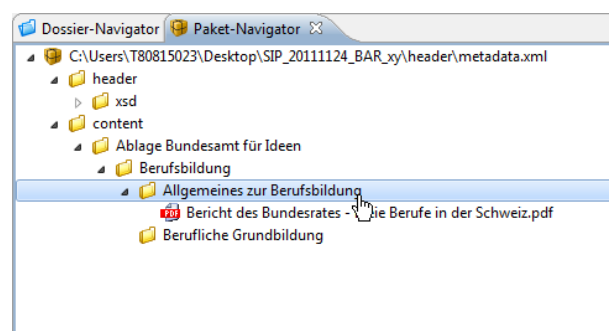 Dossier-Navigator Paket-Navigator
C:\Users\T80815023\Desktop\SIP_20111124_BAR_xy\header\metadata.xml
header
xsd
content
Ablage Bundesamt für Ideen
Berufsbildung
Allgemeines zur Berufsbildung
PDF Bericht des Bundesrates - Berufe in der Schweiz.pdf
Berufliche Grundbildung